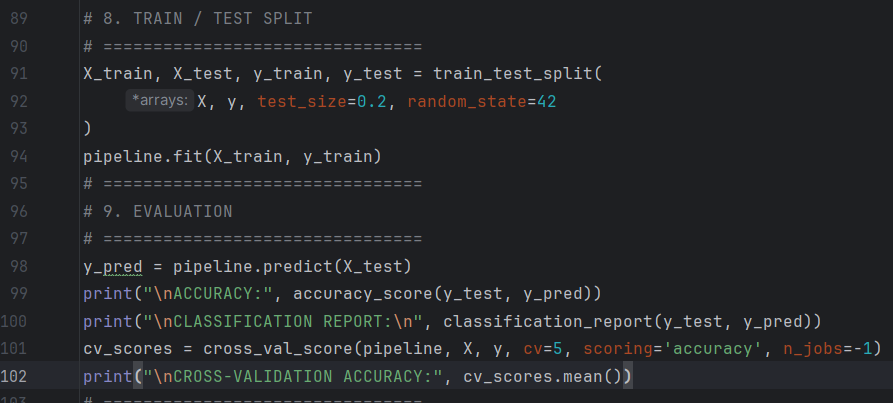 89 # 8. TRAIN / TEST SPLIT
90 # ================================
91 X_train, X_test, y_train, y_test = train_test_split(
92 *arrays: X, y, test_size=0.2, random_state=42
93 )
94 pipeline.fit(X_train, y_train)
95 # ================================
96 # 9. EVALUATION
97 # ================================
98 y_pred = pipeline.predict(X_test)
99 print("\nACCURACY:", accuracy_score(y_test, y_pred))
100 print("\nCLASSIFICATION REPORT:\n", classification_report(y_test, y_pred))
101 cv_scores = cross_val_score(pipeline, X, y, cv=5, scoring='accuracy', n_jobs=-1)
102 print("\nCROSS-VALIDATION ACCURACY:", cv_scores.mean())
103 # ================================